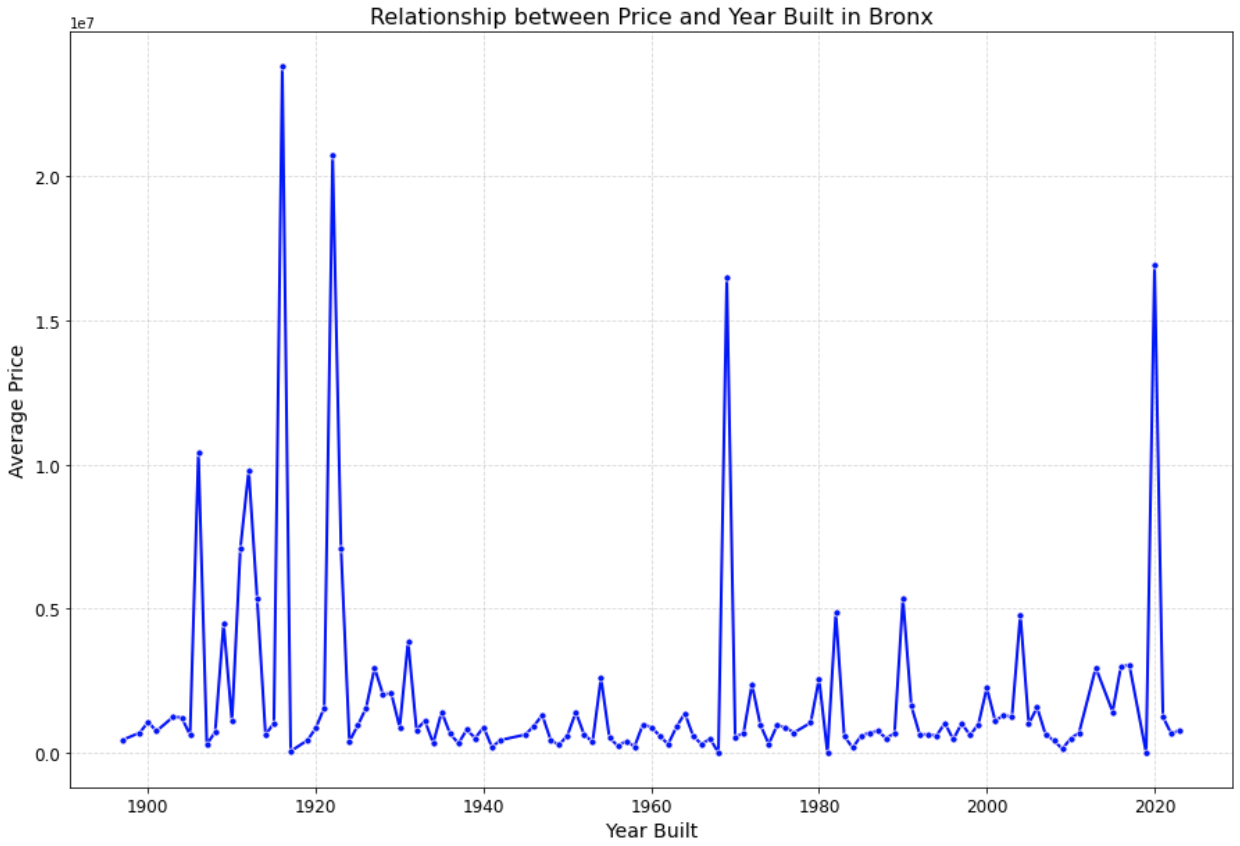 Relationship between Price and Year Built in Bronx
1e7
2.0
1.5
1.0
0.5
0.0
Average Price
1900 1920 1940 1960 1980 2000 2020
Year Built